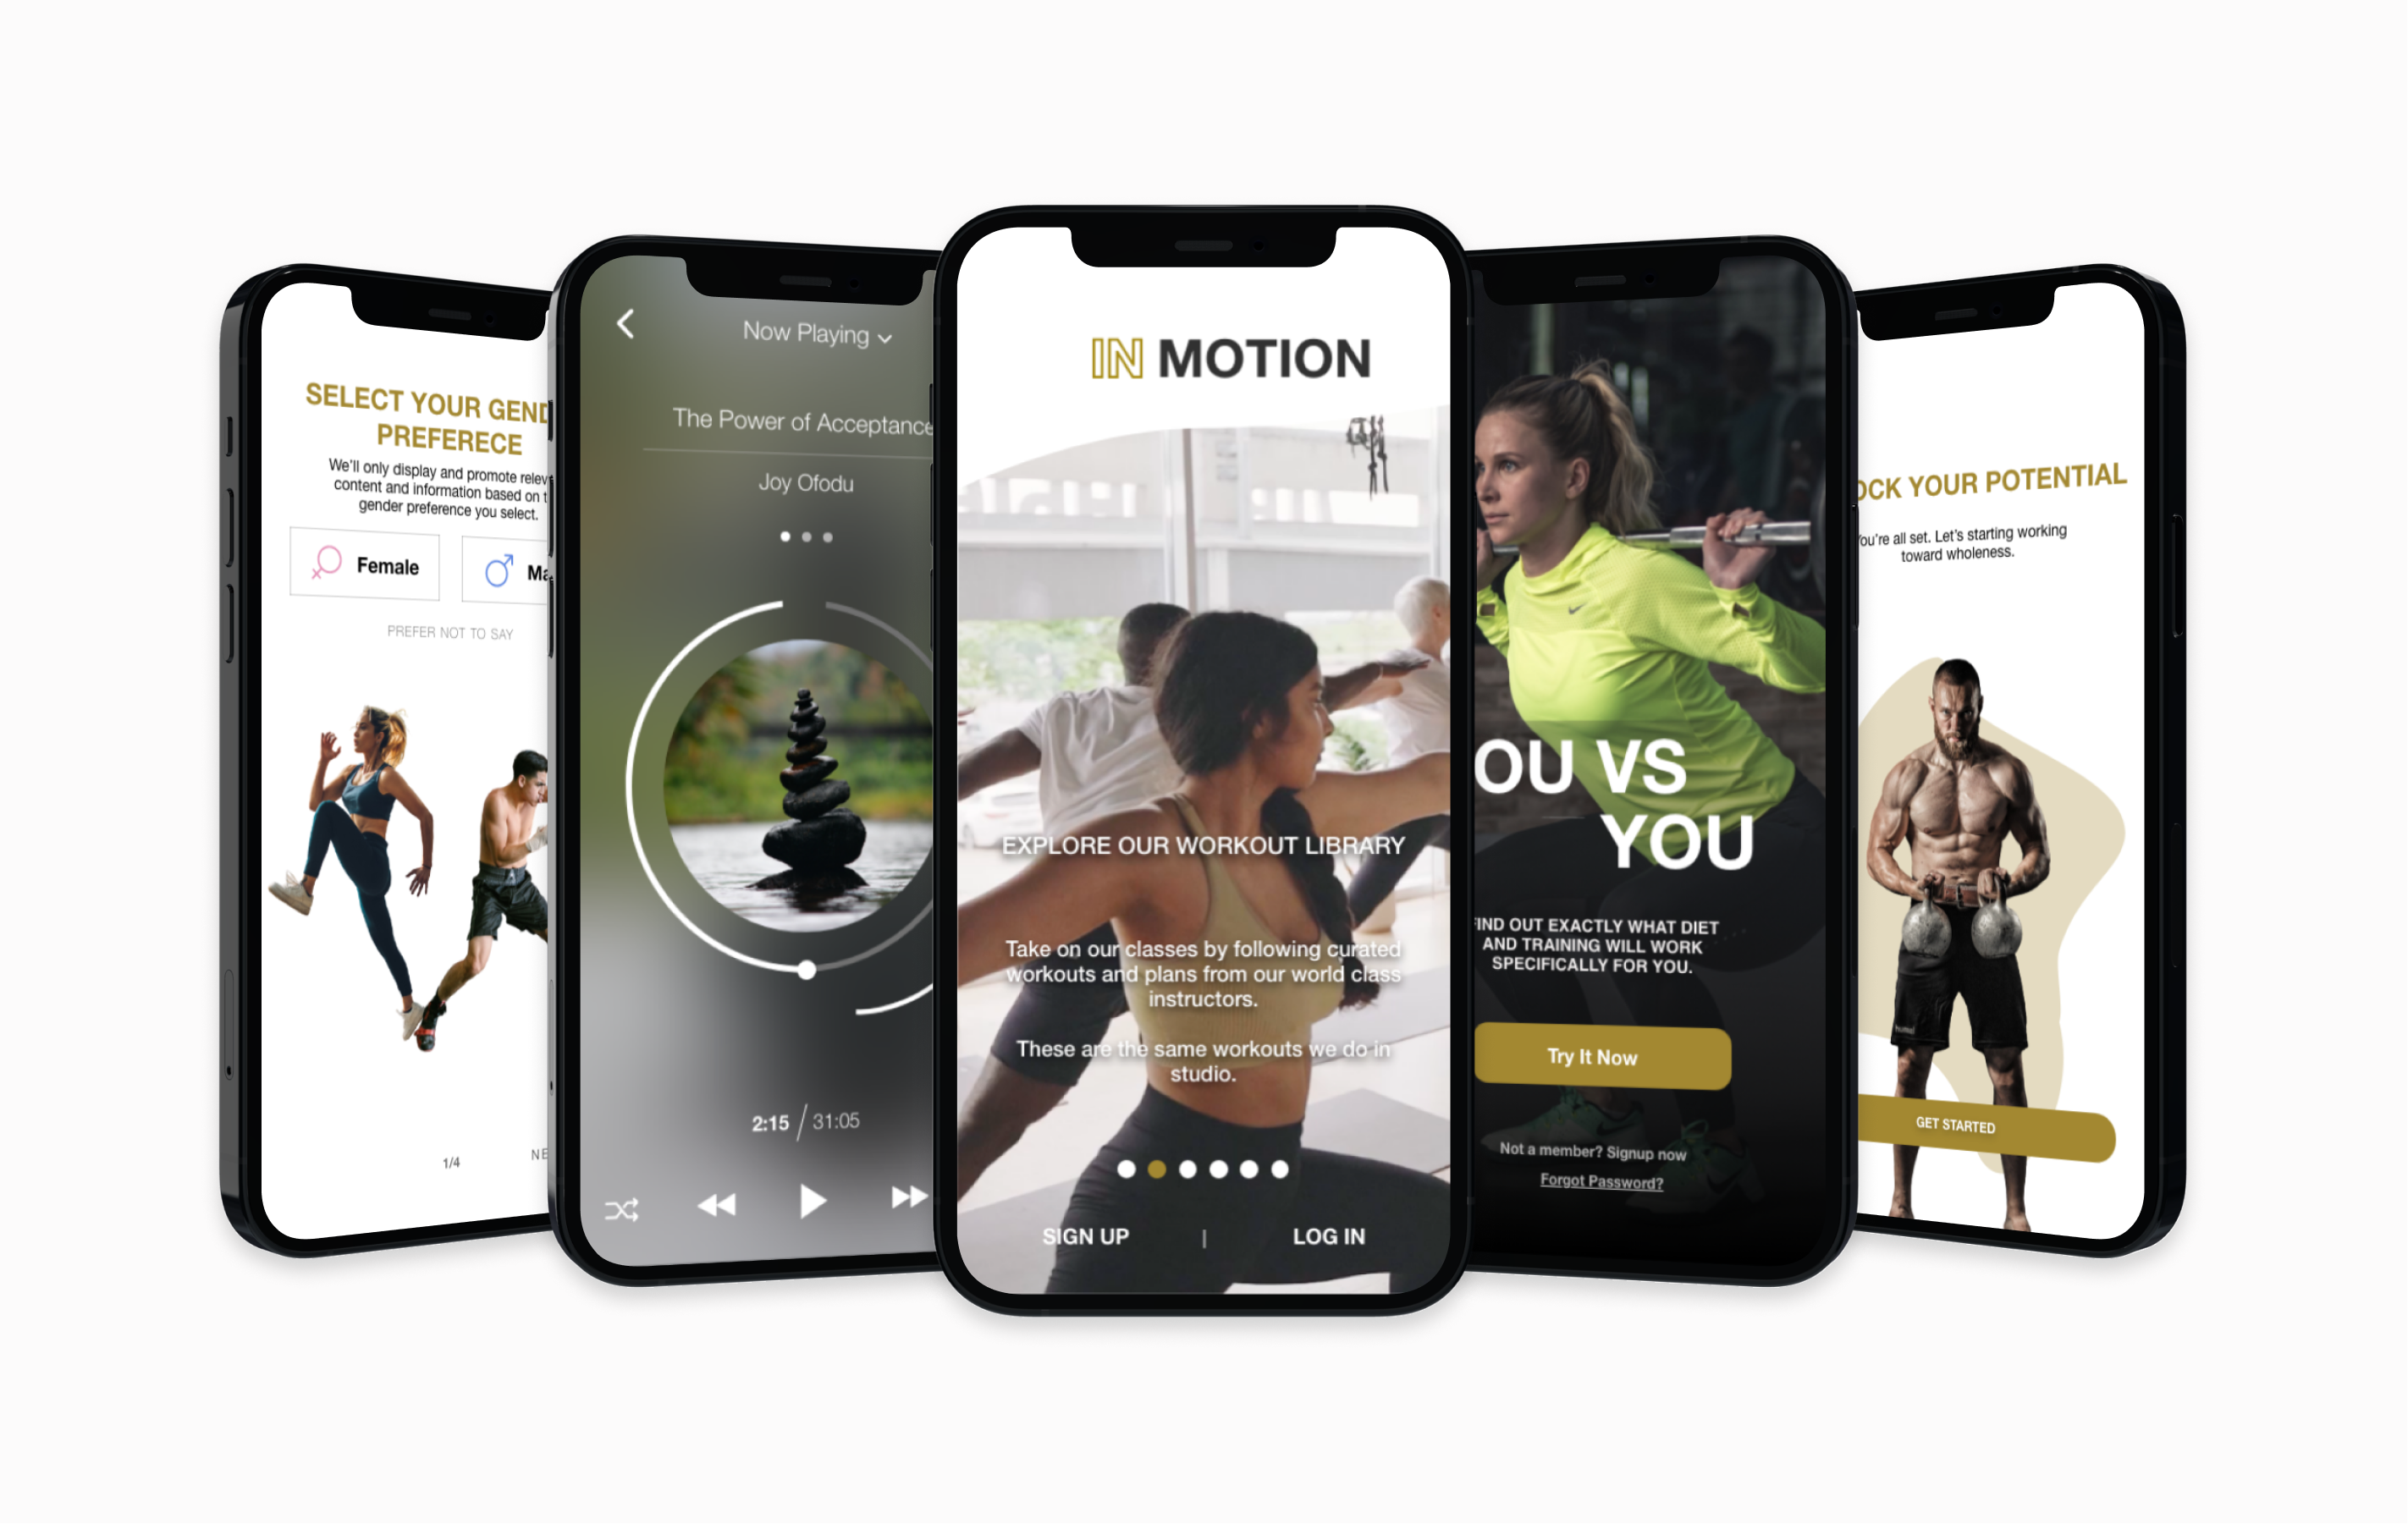 SELECT YOUR GEND
PREFERECE
We'll only display and promote relev
content and information based on t
gender preference you select.
Female
Ma
PREFER NOT TO SAY
1/4
NE
Now Playing
The Power of Acceptance
Joy Ofodu
2:15 / 31:05
IN MOTION
EXPLORE OUR WORKOUT LIBRARY
Take on our classes by following curated
workouts and plans from our world class
instructors.
These are the same workouts we do in
studio.
SIGN UP | LOG IN
OU VS
YOU
FIND OUT EXACTLY WHAT DIET
AND TRAINING WILL WORK
SPECIFICALLY FOR YOU.
Try It Now
Not a member? Signup now
Forgot Password?
OCK YOUR POTENTIAL
You're all set. Let's starting working
toward wholeness.
GET STARTED